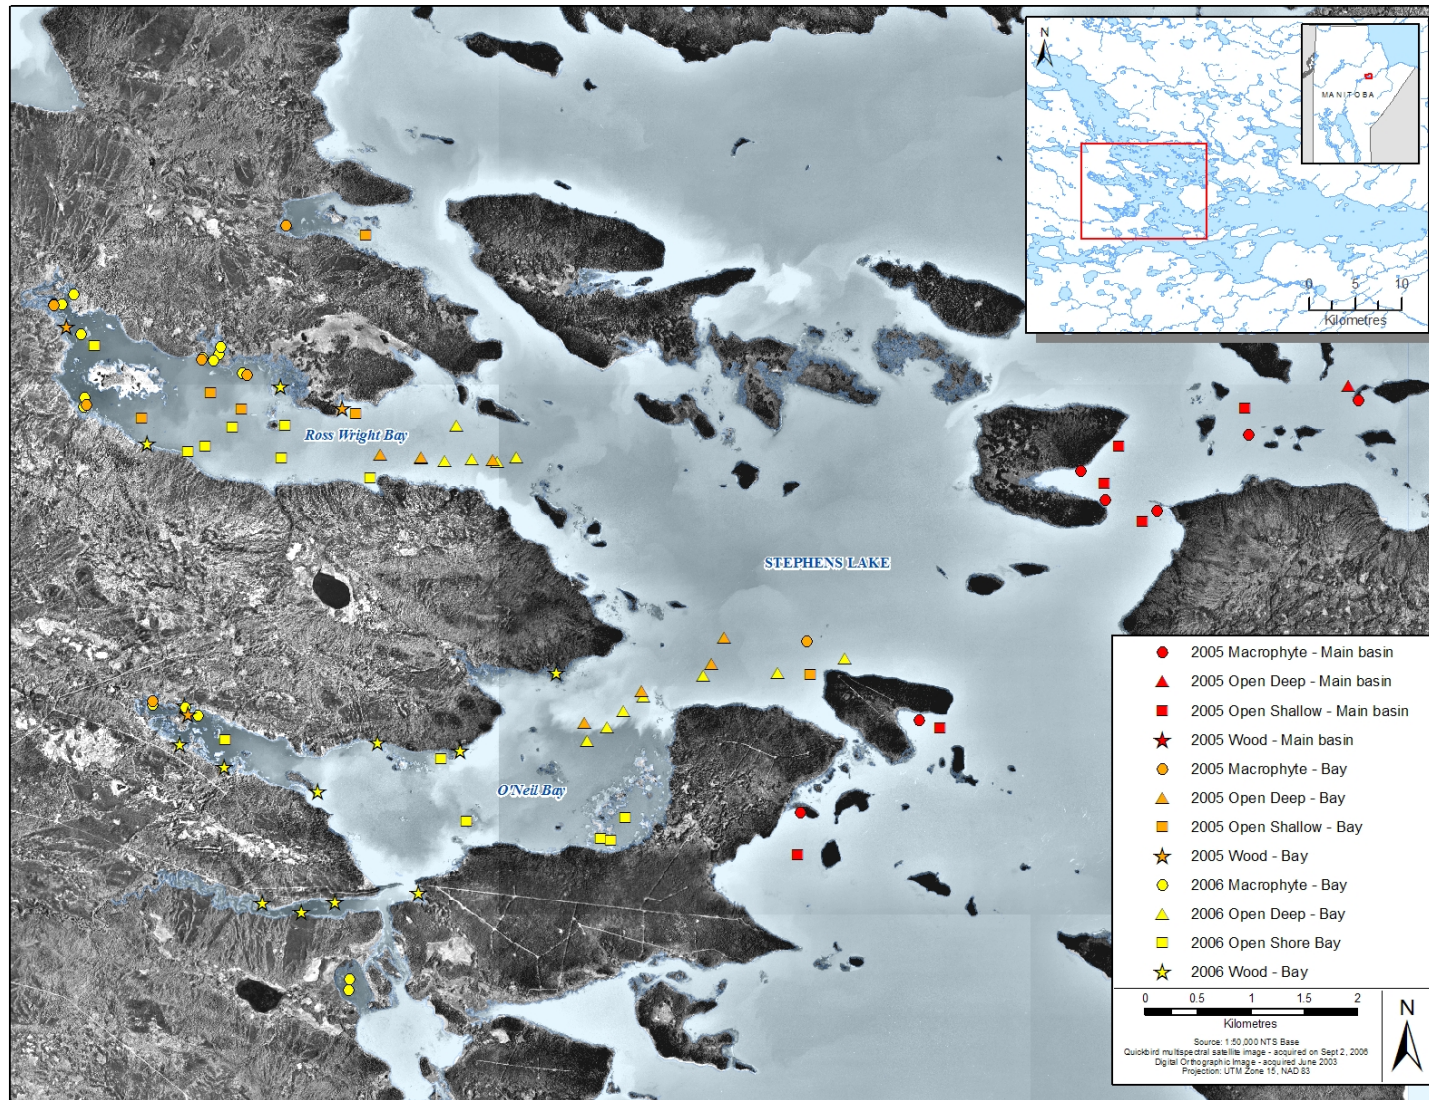 N
MANITOBA
0 5 10
Kilometres
Ross Wright Bay
STEPHENS LAKE
O'Neil Bay
2005 Macrophyte - Main basin
2005 Open Deep - Main basin
2005 Open Shallow - Main basin
2005 Wood - Main basin
2005 Macrophyte - Bay
2005 Open Deep - Bay
2005 Open Shallow - Bay
2005 Wood - Bay
2006 Macrophyte - Bay
2006 Open Deep - Bay
2006 Open Shore Bay
2006 Wood - Bay
0 0.5 1 1.5 2
Kilometres
N
Source: 1:50,000 NTS Base
Quickbird multispectral satellite image - acquired on Sept 2, 2006
Digital Orthographic Image - acquired June 2003
Projection: UTM Zone 15, NAD 83